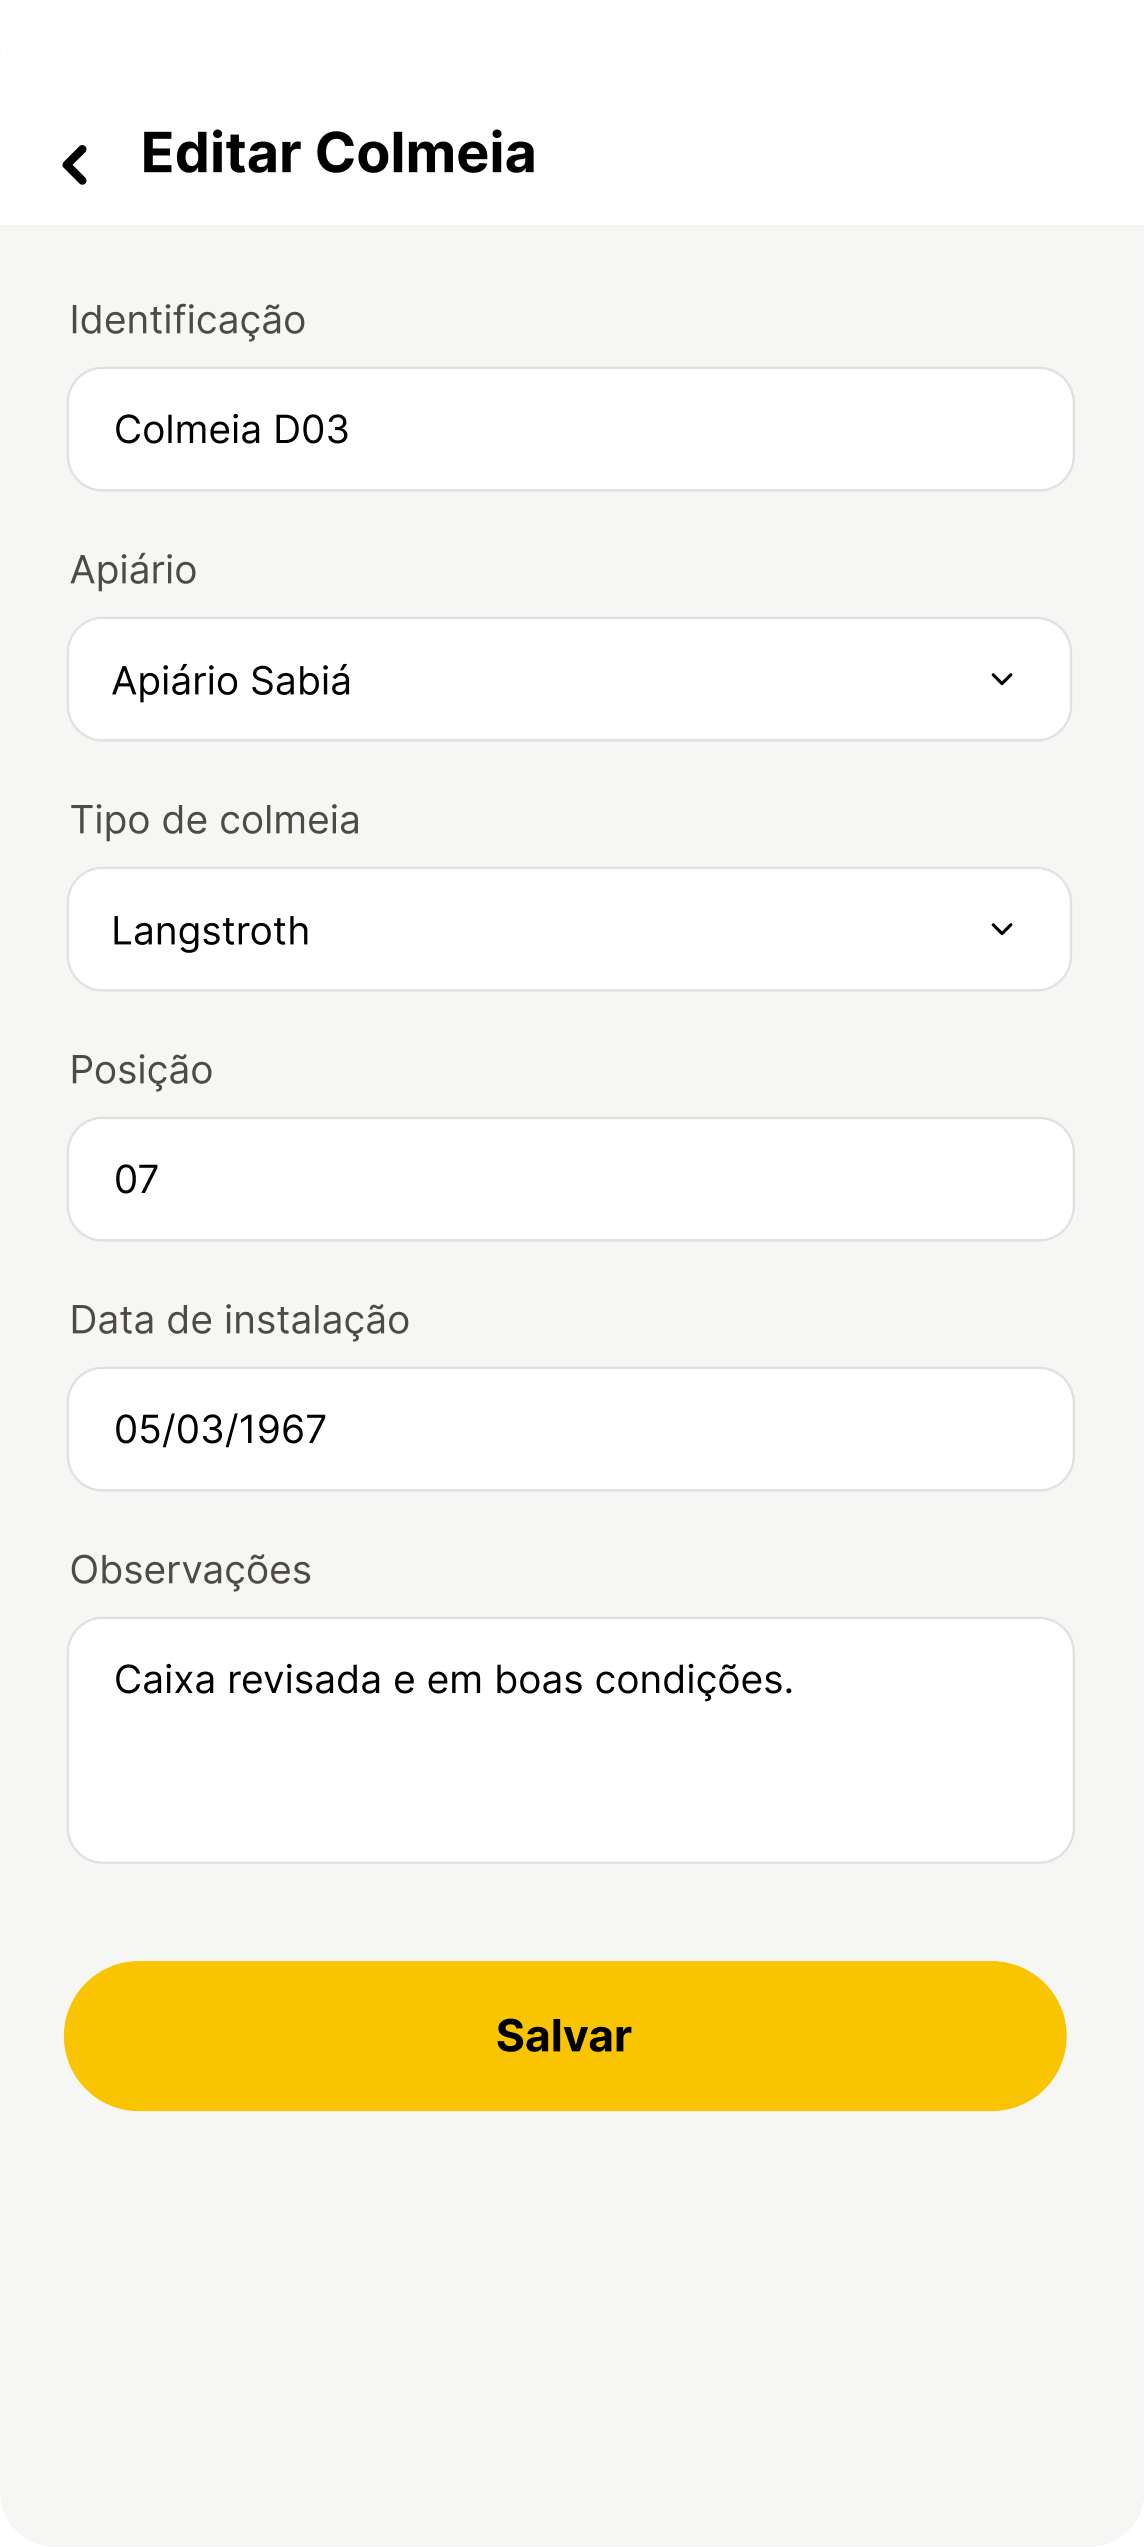 Editar Colmeia
Identificação
Colmeia D03
Apiário
Apiário Sabiá
Tipo de colmeia
Langstroth
Posição
07
Data de instalação
05/03/1967
Observações
Caixa revisada e em boas condições.
Salvar